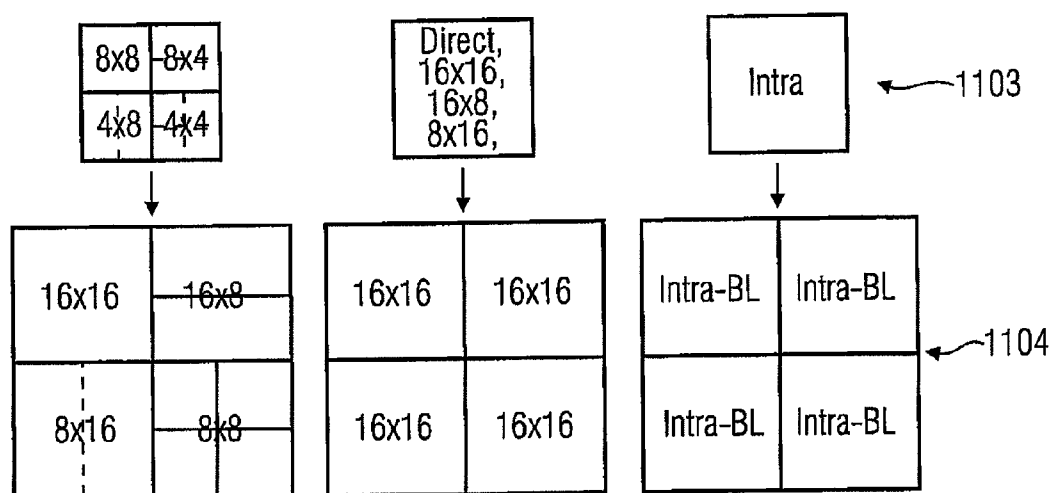 8x8 8x4
4x8 4x4
Direct,
16x16,
16x8,
8x16,
Intra
1103
16x16 16x8
8x16 8x8
16x16 16x16
16x16 16x16
Intra-BL Intra-BL
Intra-BL Intra-BL
1104